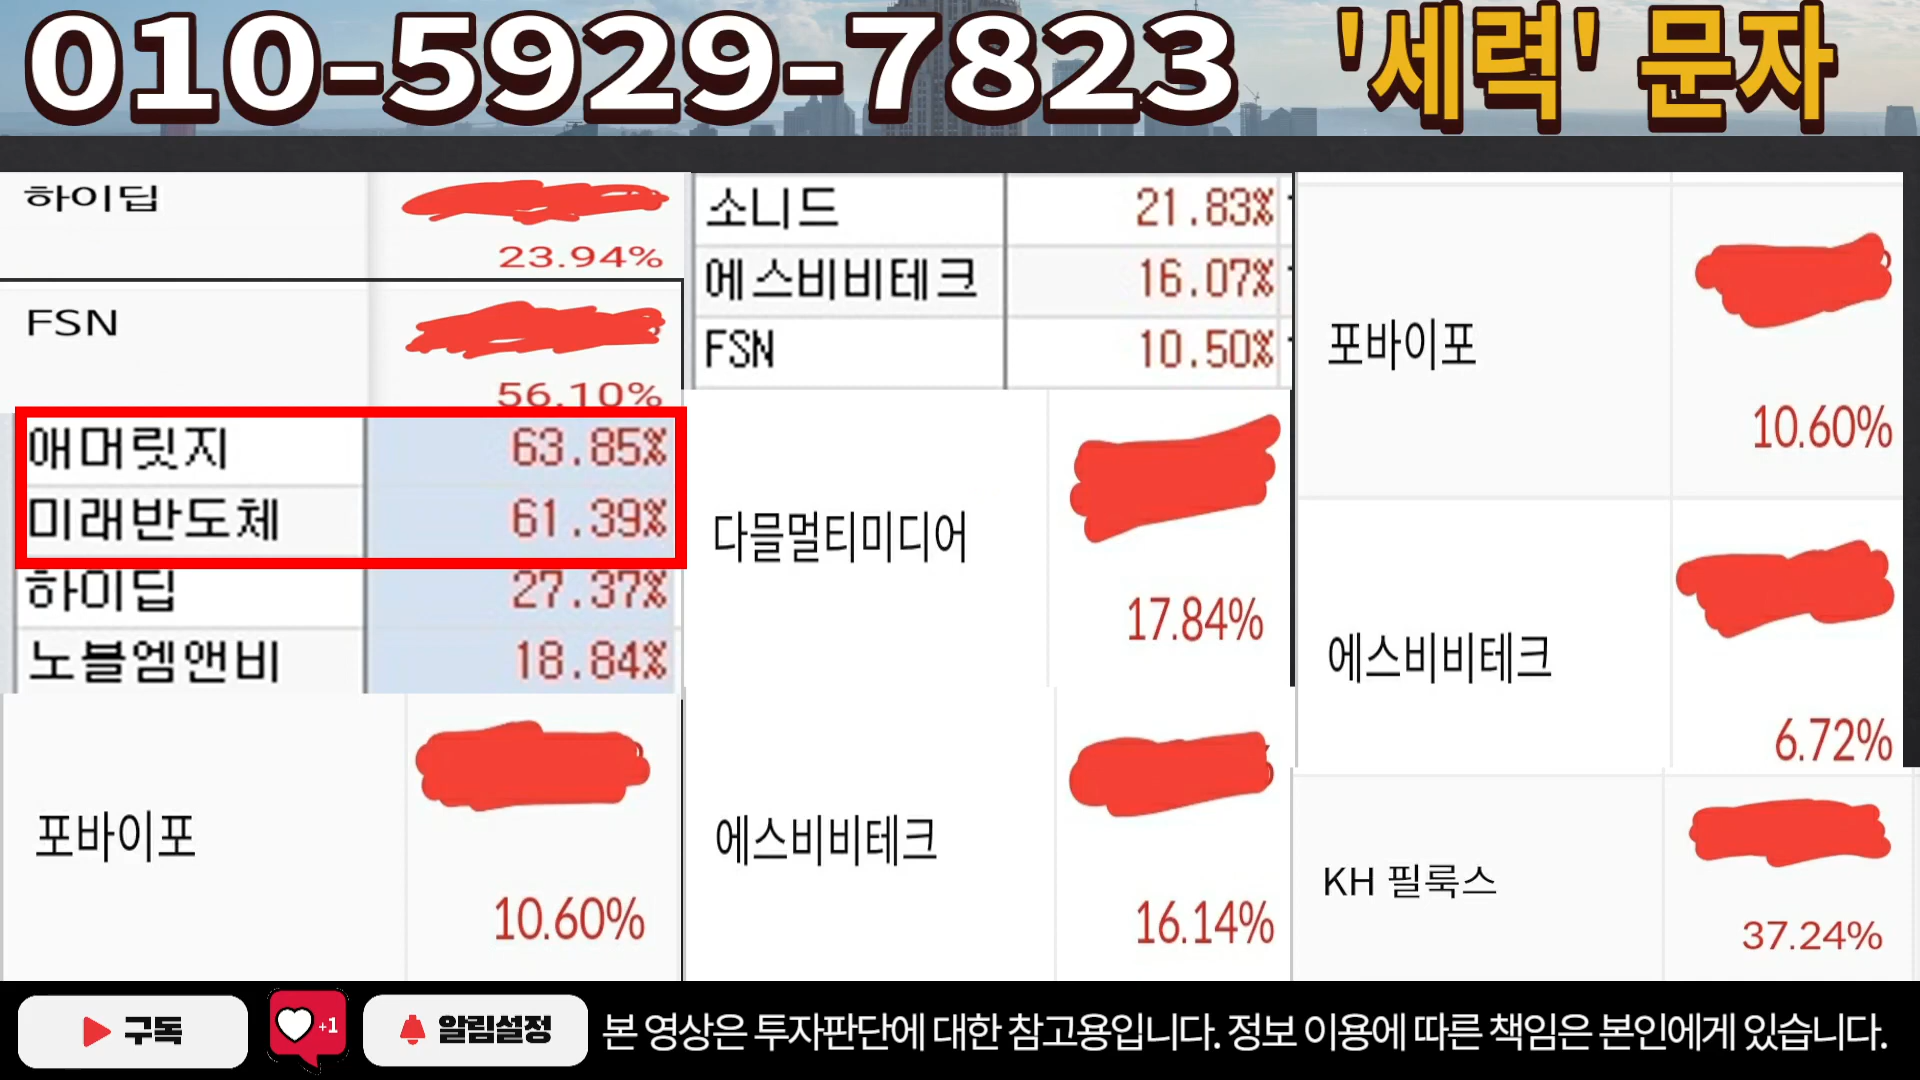 010-5929-7823 '세력' 문자
하이딥
23.94%
FSN
56.10%
애머릿지 63.85%
미래반도체 61.39%
하이딥 27.37%
노블엠앤비 18.84%
포바이포
10.60%
소니드 21.83%
에스비비테크 16.07%
FSN 10.50%
다믈멀티미디어
17.84%
에스비비테크
16.14%
포바이포
10.60%
에스비비테크
6.72%
KH 필룩스
37.24%
구독 +1 알림설정 본 영상은 투자판단에 대한 참고용입니다. 정보 이용에 따른 책임은 본인에게 있습니다.